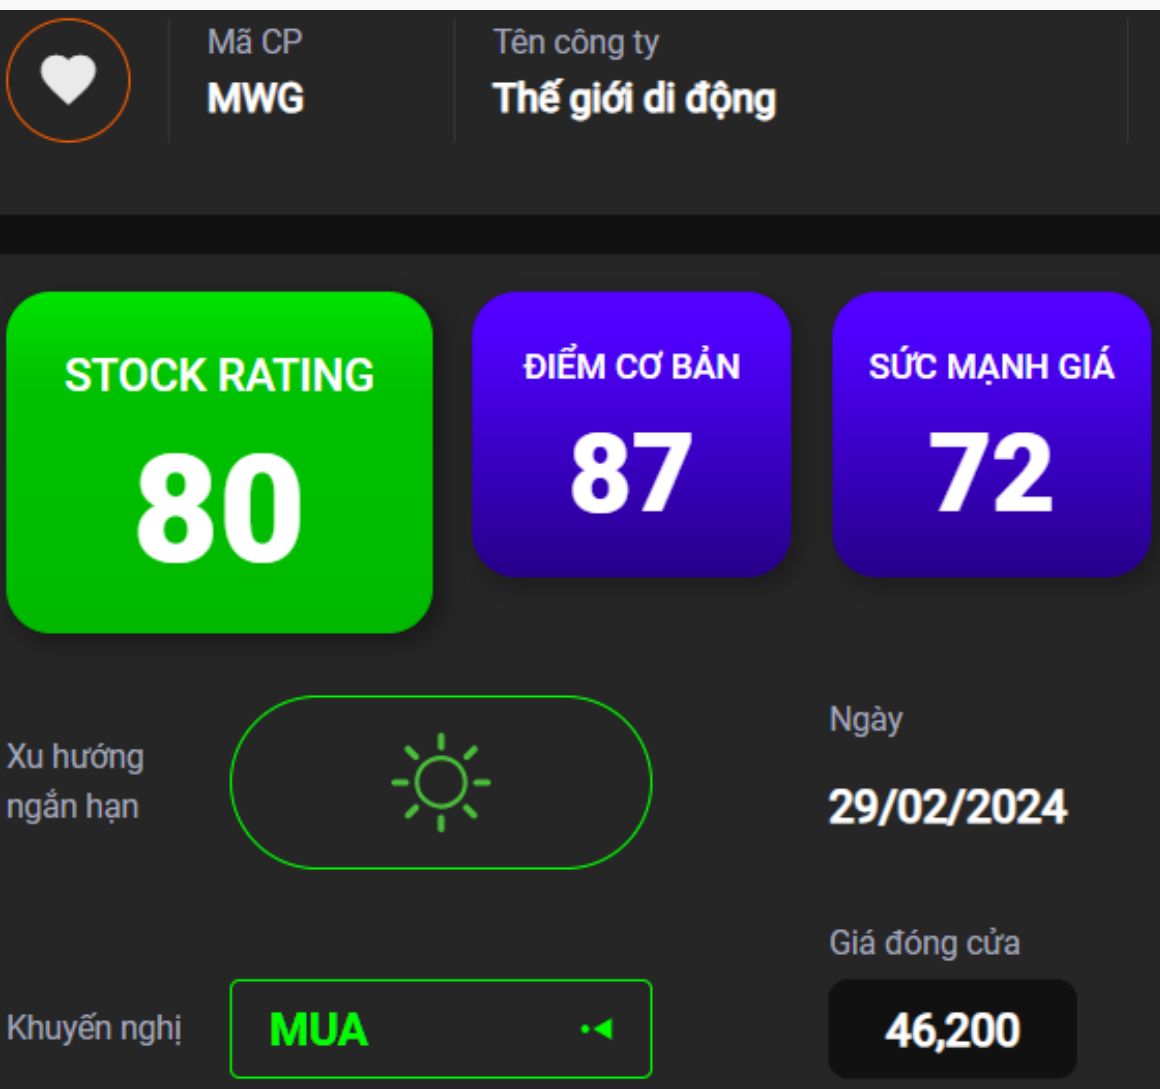 Mã CP
MWG
Tên công ty
Thế giới di động
STOCK RATING
80
ĐIỂM CƠ BẢN
87
SỨC MẠNH GIÁ
72
Xu hướng
ngắn hạn
Ngày
29/02/2024
Khuyến nghị
MUA
Giá đóng cửa
46,200